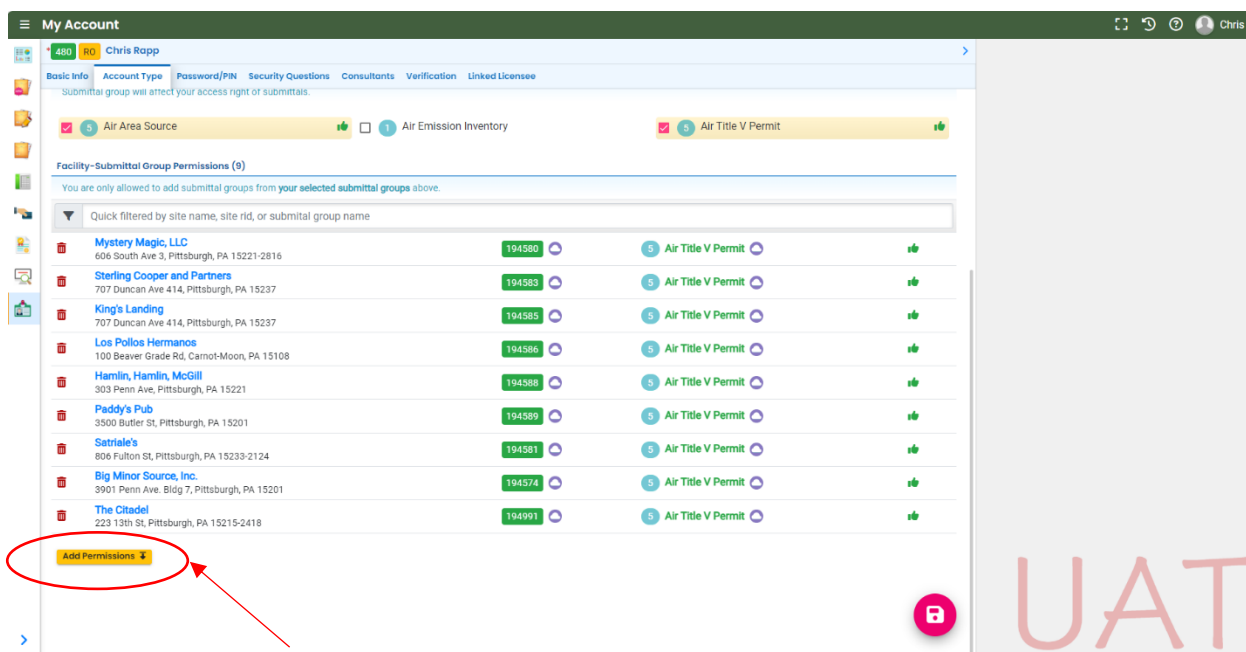 My Account
Chris
* 480 RO Chris Rapp
Basic Info Account Type Password/PIN Security Questions Consultants Verification Linked Licensee
Submittal group will affect your access right of submittals.
5 Air Area Source 1 Air Emission Inventory 5 Air Title V Permit
Facility-Submittal Group Permissions (9)
You are only allowed to add submittal groups from your selected submittal groups above.
Quick filtered by site name, site rid, or submital group name
Mystery Magic, LLC
606 South Ave 3, Pittsburgh, PA 15221-2816
194580 5 Air Title V Permit
Sterling Cooper and Partners
707 Duncan Ave 414, Pittsburgh, PA 15237
194583 5 Air Title V Permit
King's Landing
707 Duncan Ave 414, Pittsburgh, PA 15237
194585 5 Air Title V Permit
Los Pollos Hermanos
100 Beaver Grade Rd, Carnot-Moon, PA 15108
194586 5 Air Title V Permit
Hamlin, Hamlin, McGill
303 Penn Ave, Pittsburgh, PA 15221
194588 5 Air Title V Permit
Paddy's Pub
3500 Butler St, Pittsburgh, PA 15201
194589 5 Air Title V Permit
Satriale's
806 Fulton St, Pittsburgh, PA 15233-2124
194581 5 Air Title V Permit
Big Minor Source, Inc.
3901 Penn Ave. Bldg 7, Pittsburgh, PA 15201
194574 5 Air Title V Permit
The Citadel
223 13th St, Pittsburgh, PA 15215-2418
194991 5 Air Title V Permit
Add Permissions
UAT